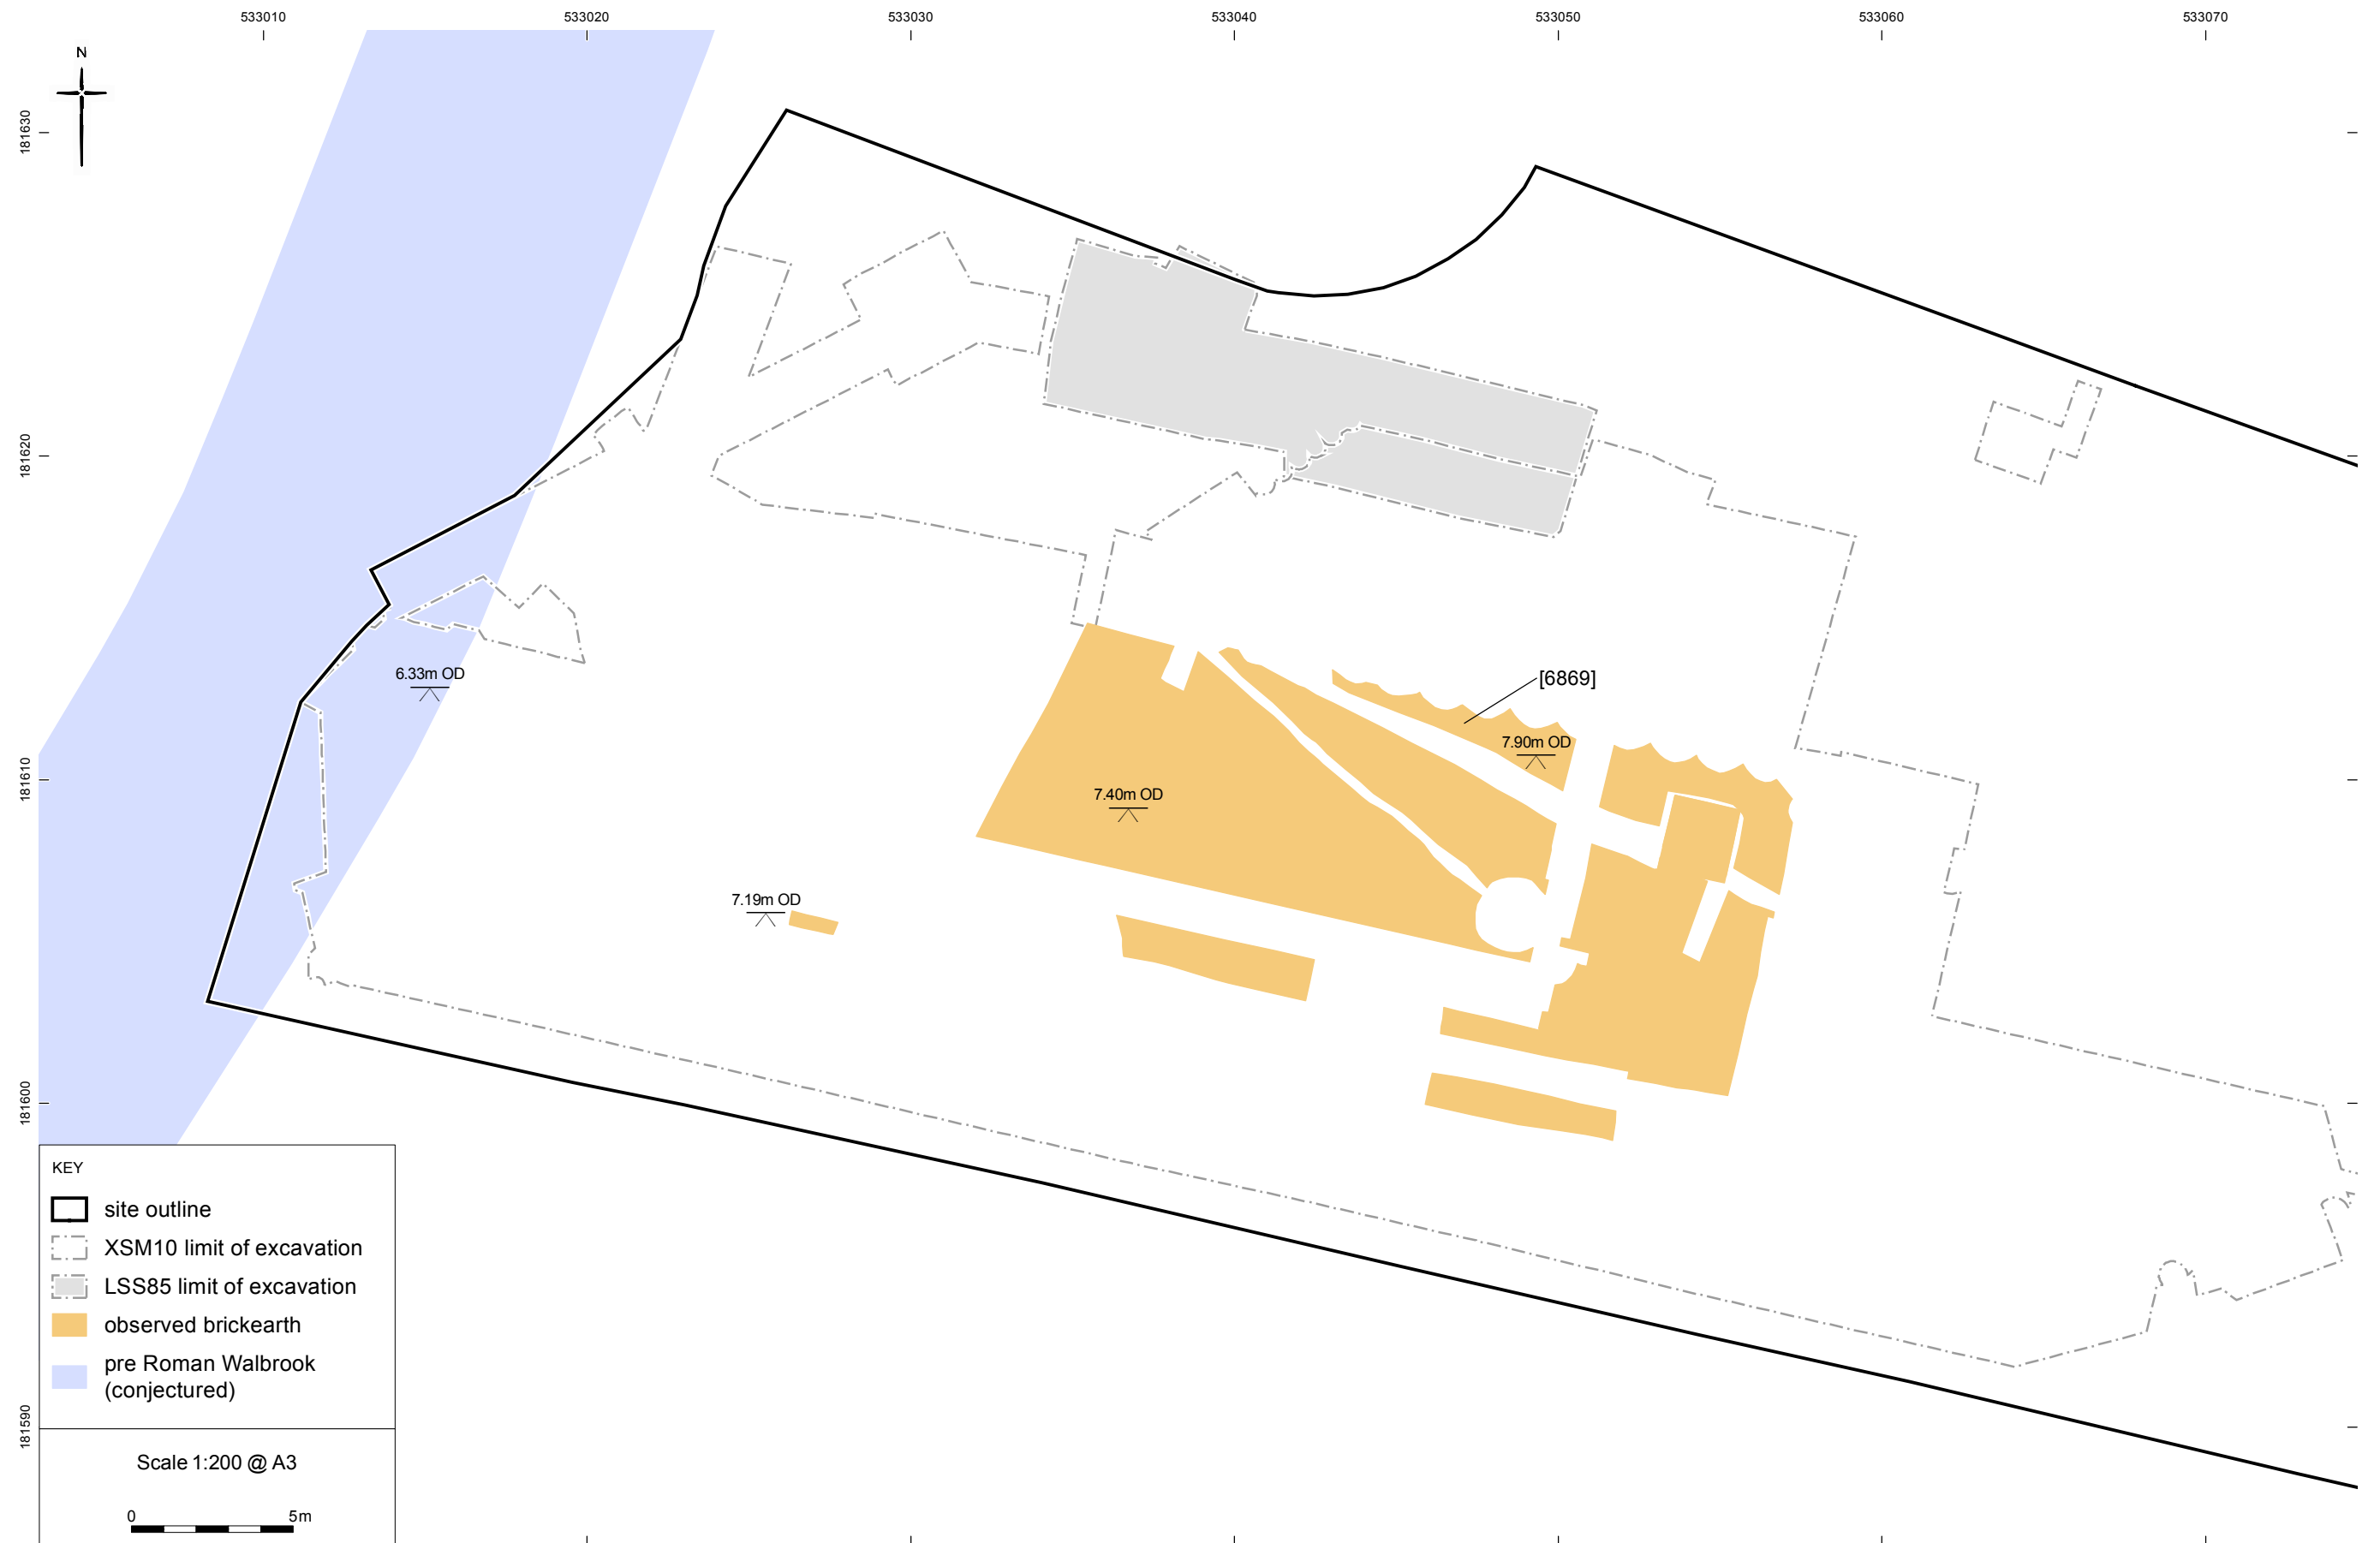 533010 533020 533030 533040 533050 533060 533070
N
181630
181620
181610
181600
181590
6.33m OD
[6869]
7.90m OD
7.40m OD
7.19m OD
KEY
site outline
XSM10 limit of excavation
LSS85 limit of excavation
observed brickearth
pre Roman Walbrook
(conjectured)
Scale 1:200 @ A3
0 5m